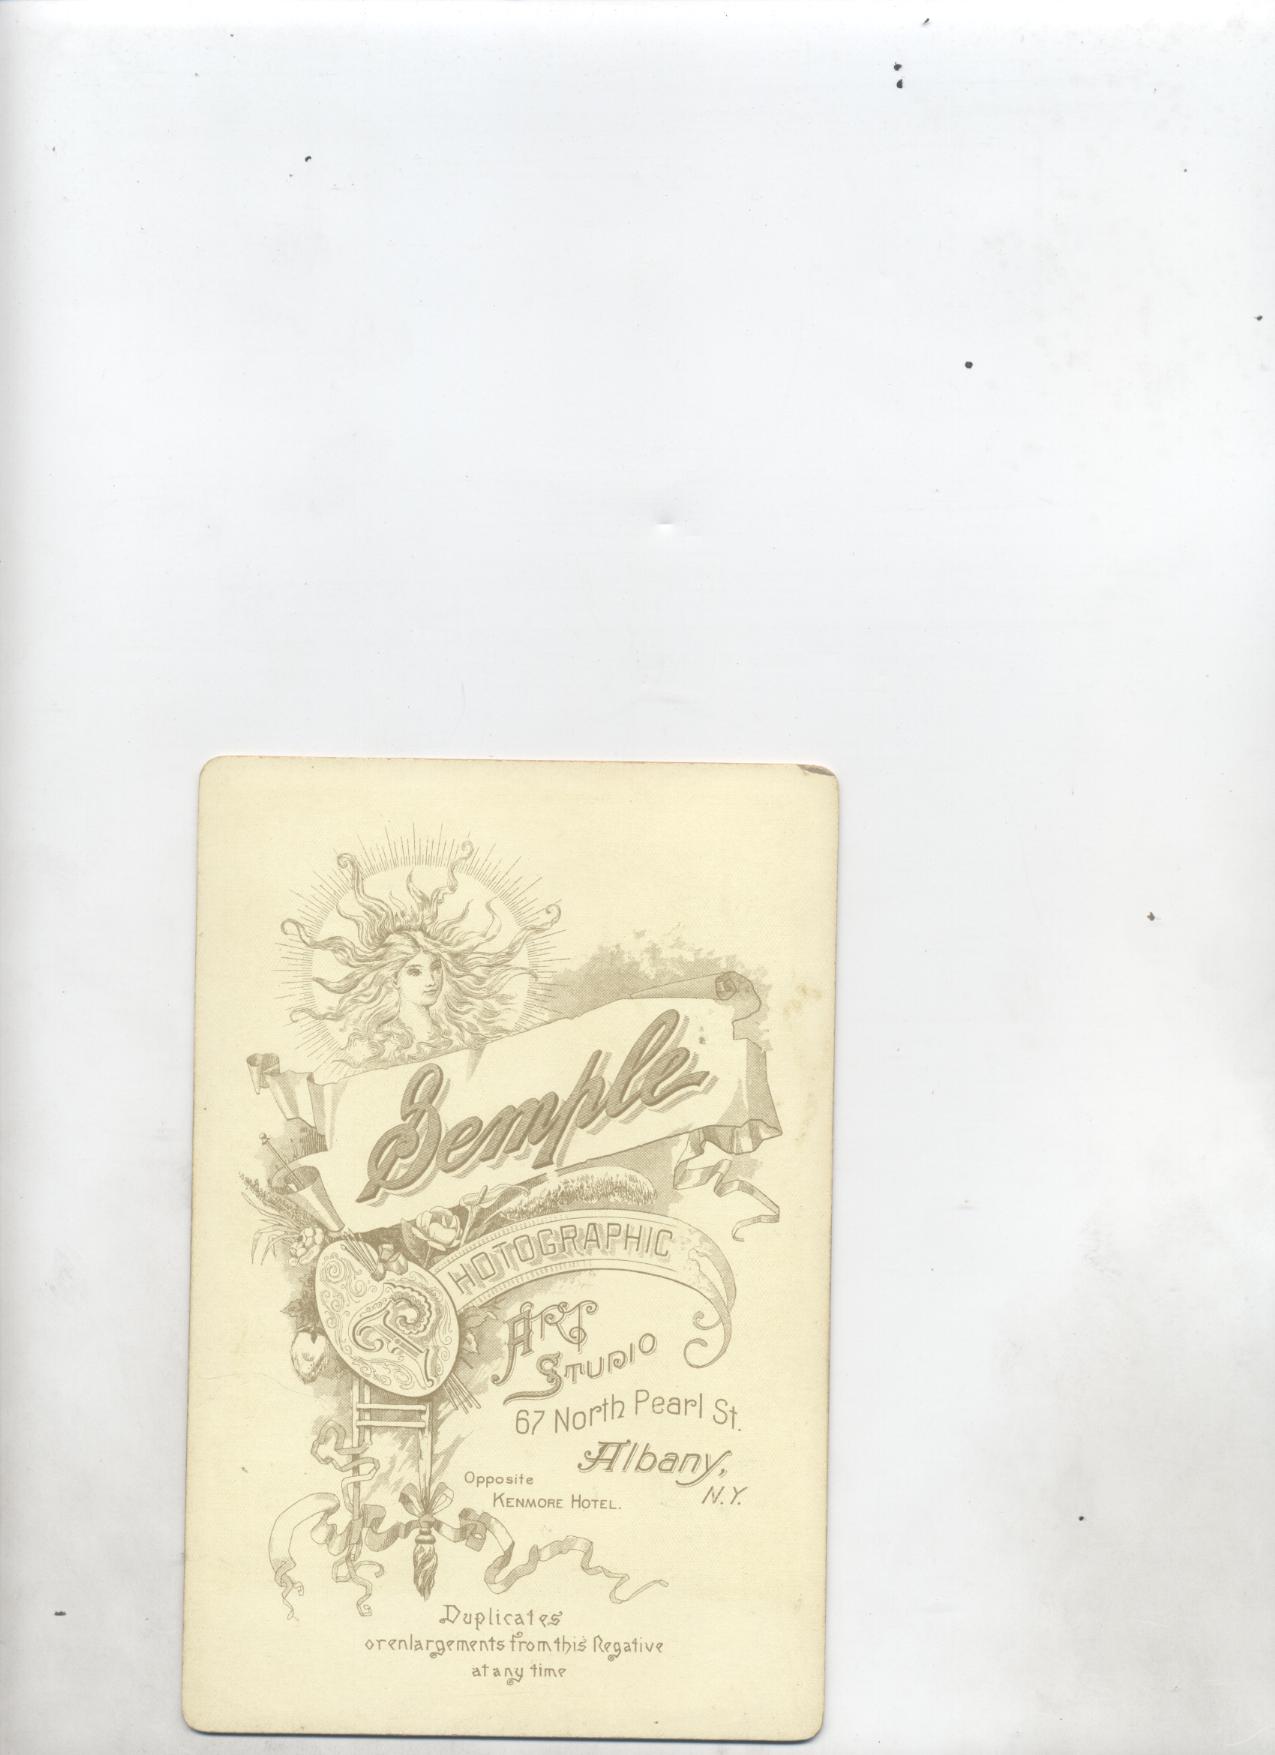 Semple
PHOTOGRAPHIC
ART
STUDIO
67 North Pearl St.
Albany,
N.Y.
Opposite
KENMORE HOTEL.
Duplicates
or enlargements from this Negative
at any time